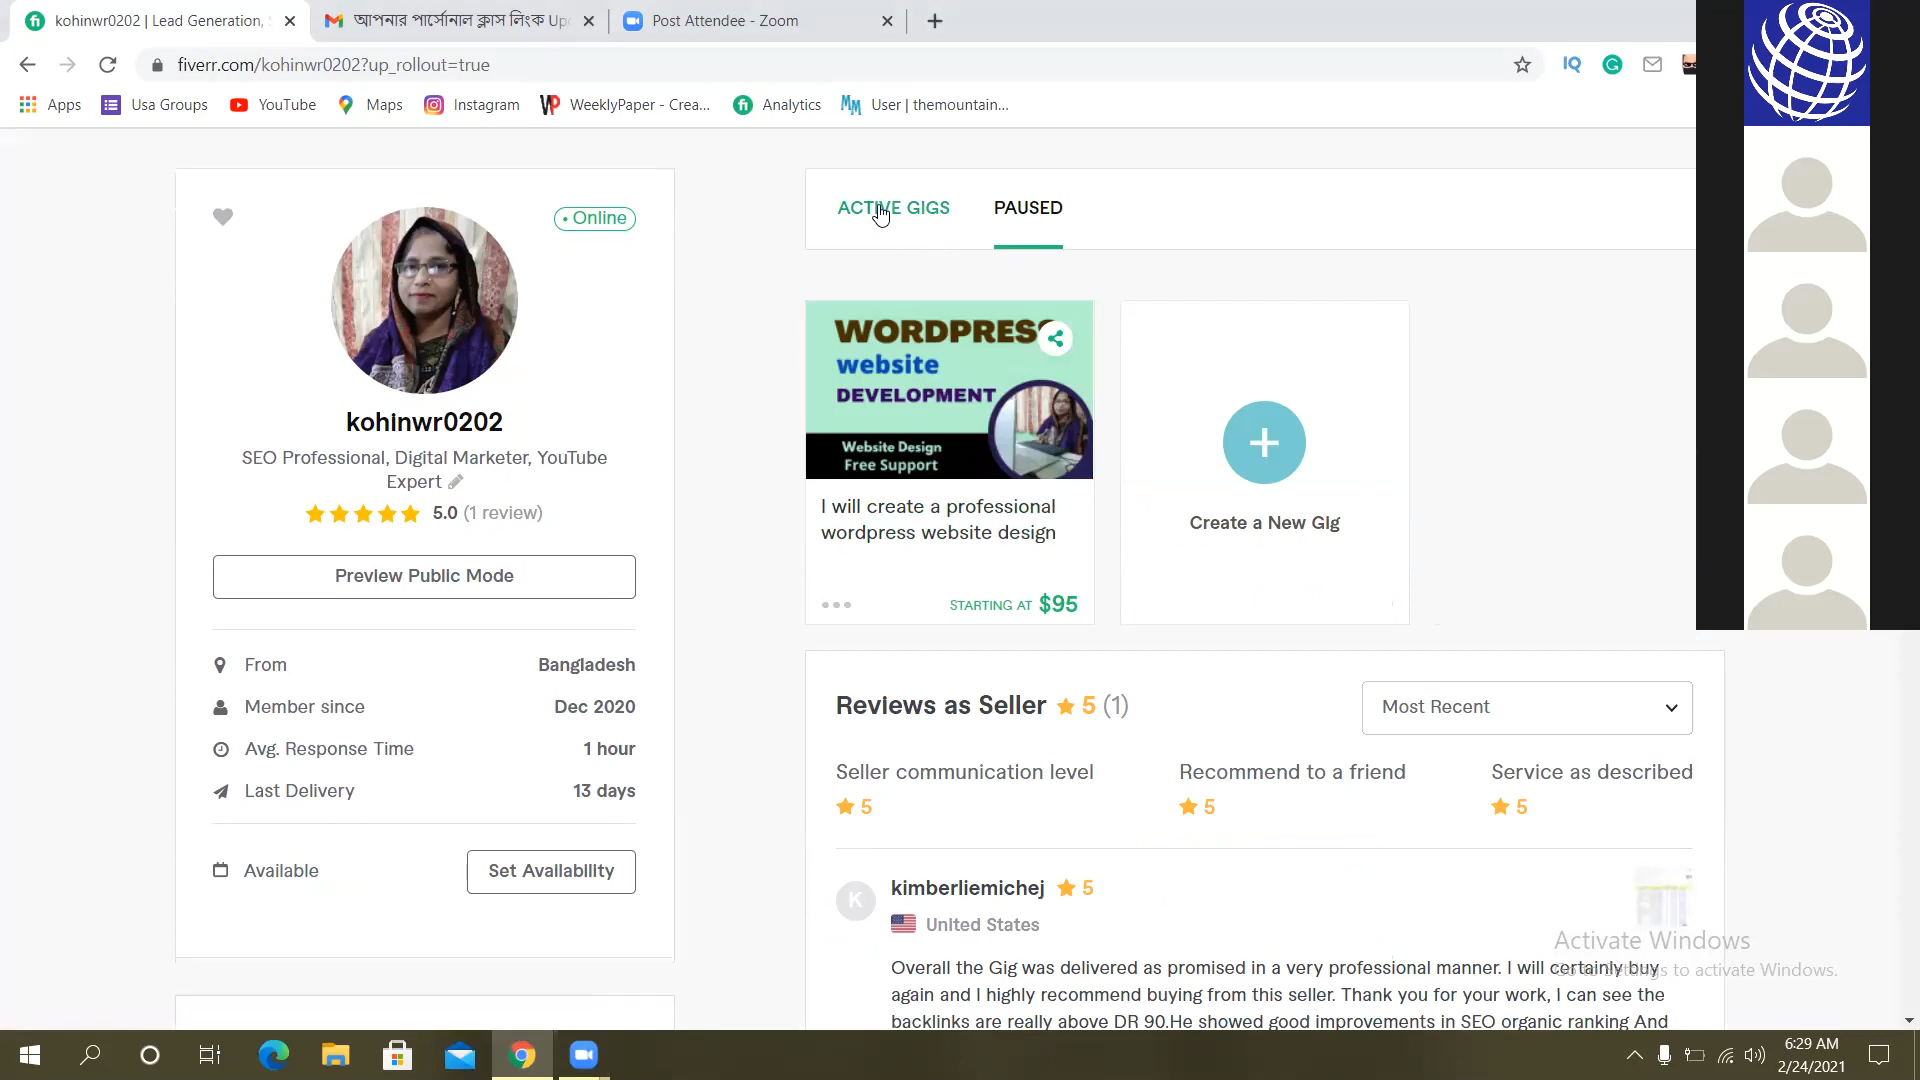 kohinwr0202 | Lead Generation,
আপনার পার্সোনাল ক্লাস লিংক Up
Post Attendee - Zoom
fiverr.com/kohinwr0202?up_rollout=true
IQ
Apps
Usa Groups
YouTube
Maps
Instagram
WeeklyPaper - Crea...
Analytics
User | themountain...
• Online
kohinwr0202
SEO Professional, Digital Marketer, YouTube
Expert
5.0 (1 review)
Preview Public Mode
From Bangladesh
Member since Dec 2020
Avg. Response Time 1 hour
Last Delivery 13 days
Available
Set Availability
ACTIVE GIGS
PAUSED
WORDPRESS
website
DEVELOPMENT
Website Design
Free Support
I will create a professional
wordpress website design
STARTING AT $95
Create a New Gig
Reviews as Seller 5 (1)
Most Recent
Seller communication level
5
Recommend to a friend
5
Service as described
5
K
kimberliemichej 5
United States
Overall the Gig was delivered as promised in a very professional manner. I will certainly buy
again and I highly recommend buying from this seller. Thank you for your work, I can see the
backlinks are really above DR 90.He showed good improvements in SEO organic ranking And
Activate Windows
Go to Settings to activate Windows.
6:29 AM
2/24/2021